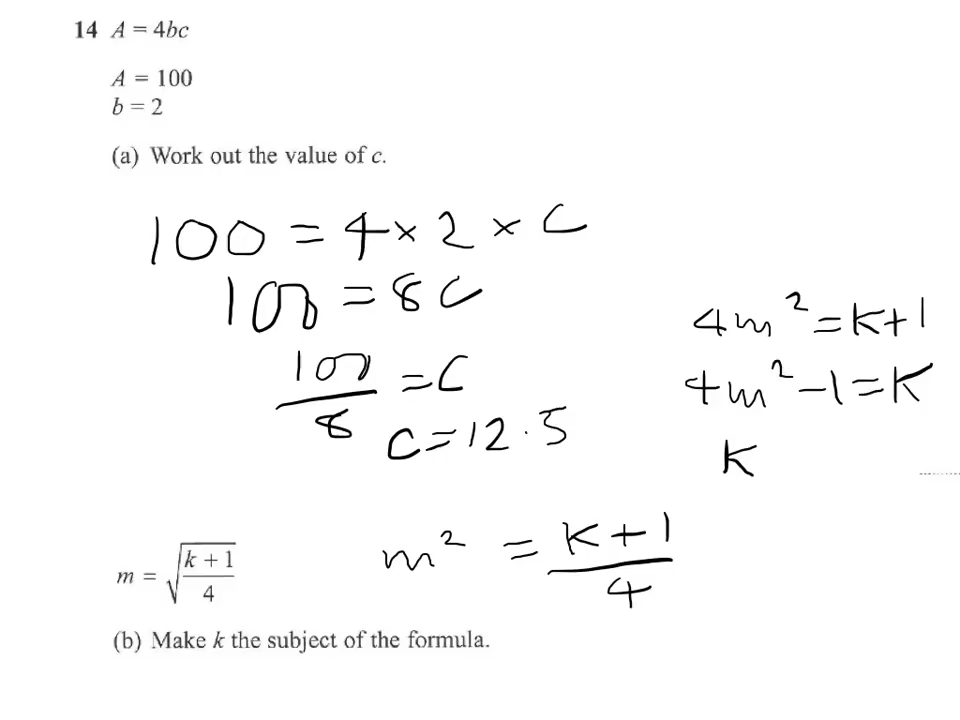 14 A = 4bc
A = 100
b = 2
(a) Work out the value of c.
100 = 4 × 2 × c
100 = 8c
100/8 = c
c = 12.5
m = √((k + 1)/4)
m² = (k + 1)/4
4m² = k + 1
4m² − 1 = k
k
(b) Make k the subject of the formula.